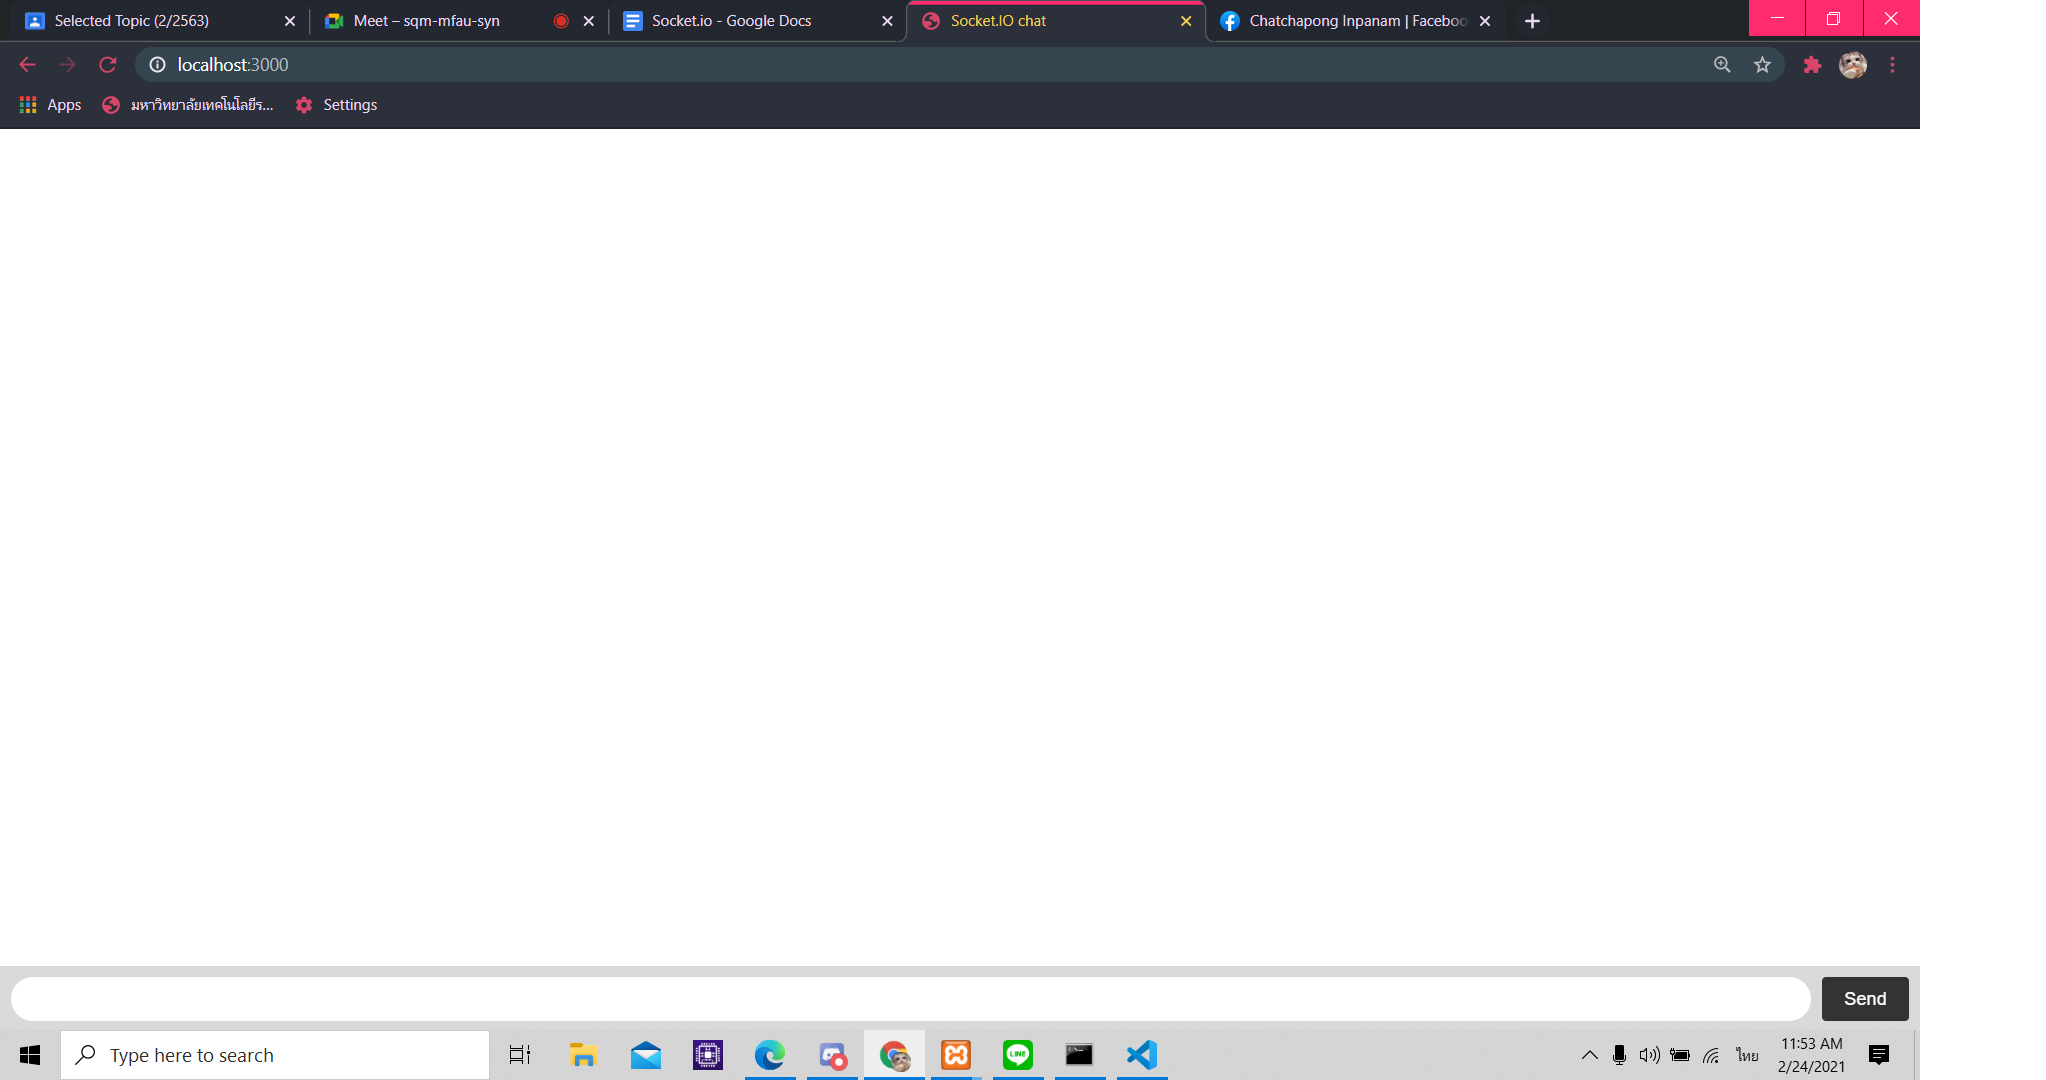 Selected Topic (2/2563)
Meet – sqm-mfau-syn
Socket.io - Google Docs
Socket.IO chat
Chatchapong Inpanam | Faceboo
localhost:3000
Apps
มหาวิทยาลัยเทคโนโลยีร...
Settings
Send
Type here to search
LINE
ไทย
11:53 AM
2/24/2021